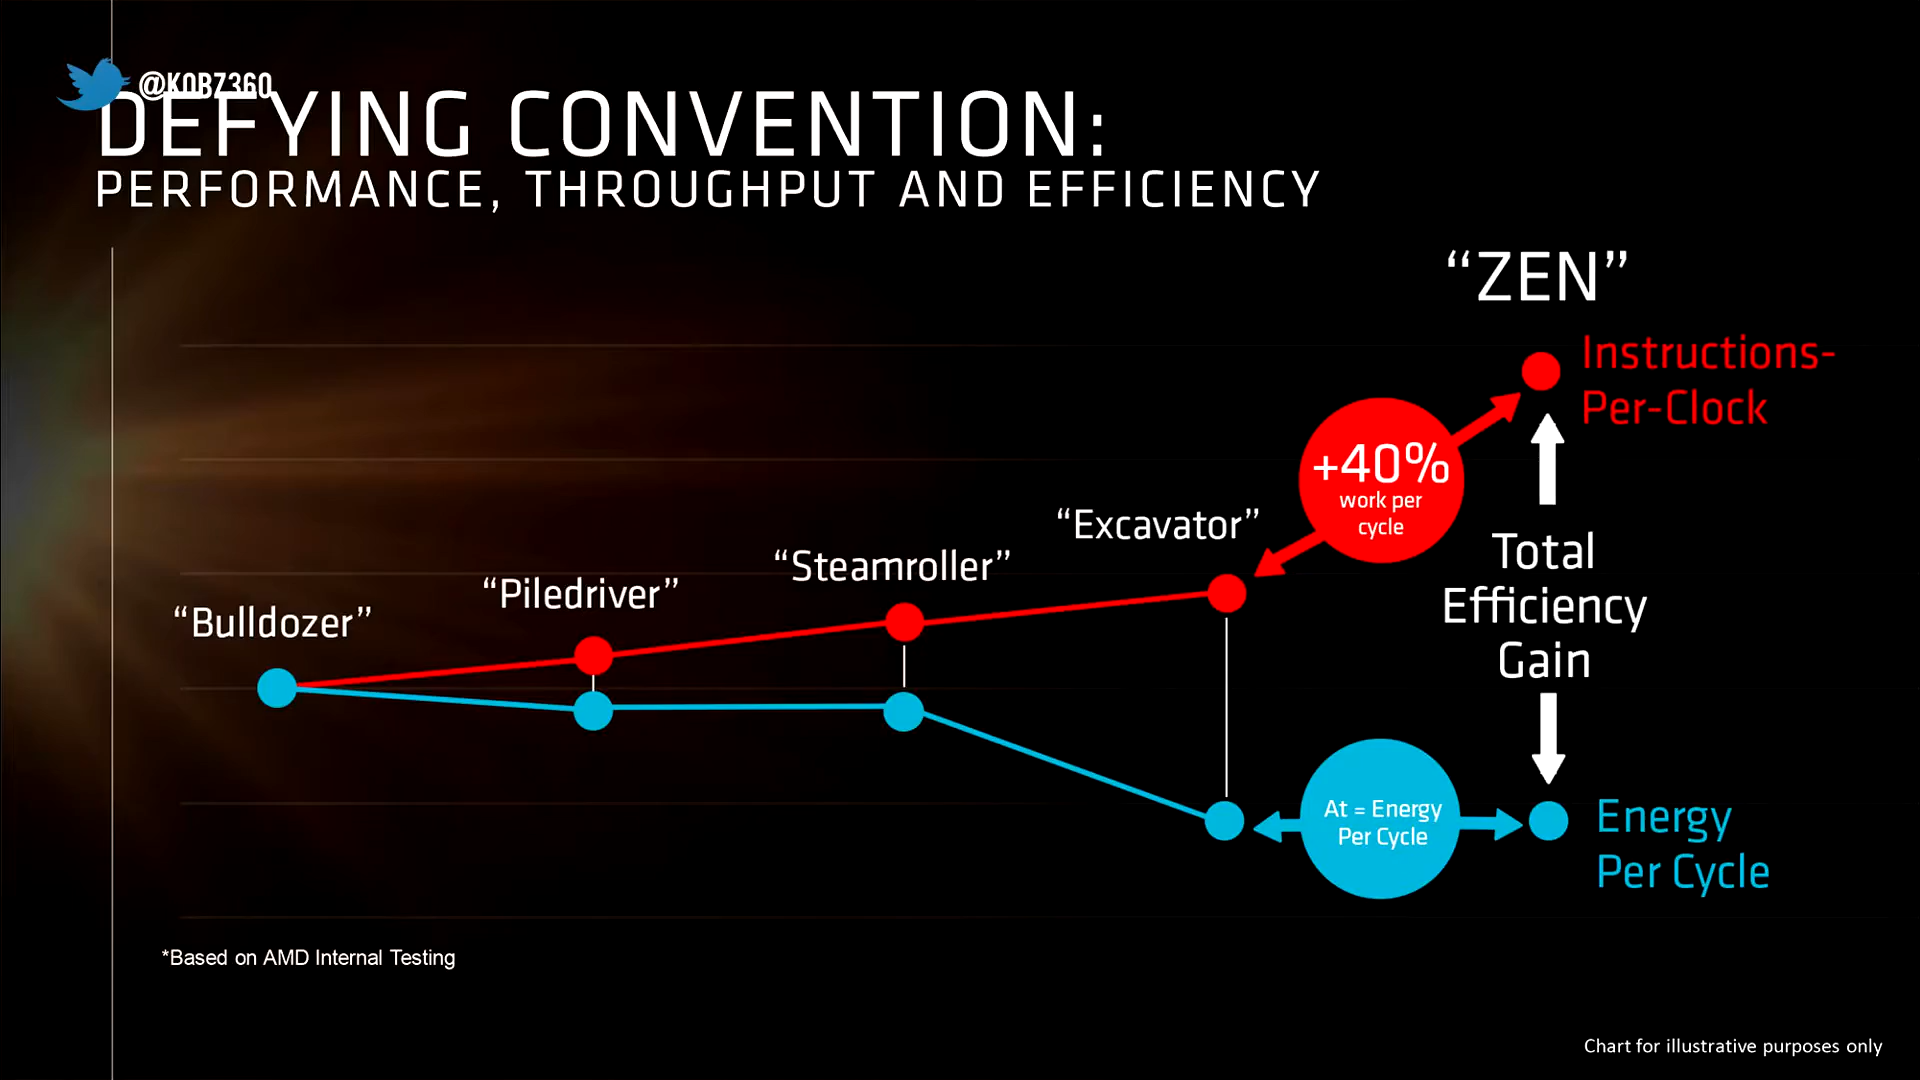 @KOBZ360
DEFYING CONVENTION:
PERFORMANCE, THROUGHPUT AND EFFICIENCY
“ZEN”
Instructions-
Per-Clock
+40%
work per
cycle
“Excavator”
“Steamroller”
“Piledriver”
“Bulldozer”
Total
Efficiency
Gain
At = Energy
Per Cycle
Energy
Per Cycle
*Based on AMD Internal Testing
Chart for illustrative purposes only